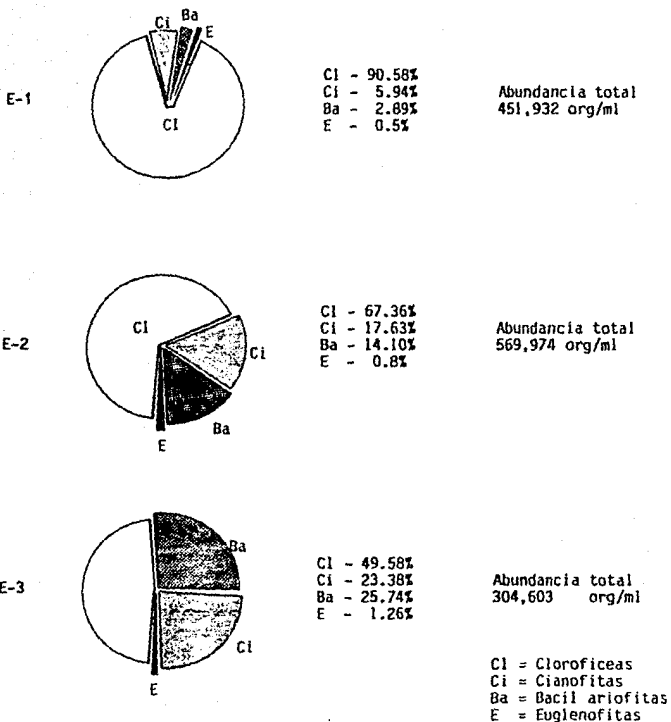 Ci Ba
E
E-1
Cl
Cl - 90.58%
Ci - 5.94%
Ba - 2.89%
E - 0.5%
Abundancia total
451,932 org/ml
E-2
Cl
Ci
Ba
E
Cl - 67.36%
Ci - 17.63%
Ba - 14.10%
E - 0.8%
Abundancia total
569,974 org/ml
E-3
Ba
Ci
E
Cl - 49.58%
Ci - 23.38%
Ba - 25.74%
E - 1.26%
Abundancia total
304,603 org/ml
Cl = Cloroficeas
Ci = Cianofitas
Ba = Bacil ariofitas
E = Euglenofitas